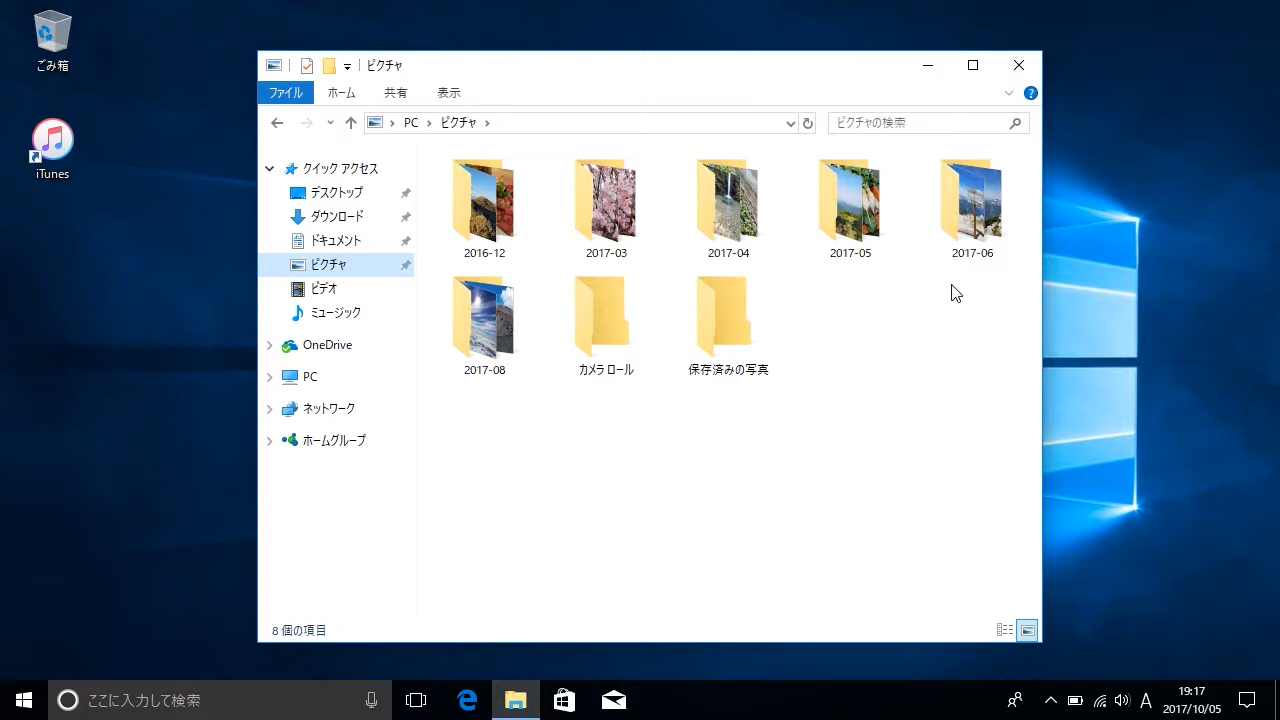 ごみ箱
iTunes
ピクチャ
ファイル ホーム 共有 表示
PC ピクチャ
ピクチャの検索
クイック アクセス
デスクトップ
ダウンロード
ドキュメント
ピクチャ
ビデオ
ミュージック
OneDrive
PC
ネットワーク
ホームグループ
2016-12 2017-03 2017-04 2017-05 2017-06
2017-08 カメラ ロール 保存済みの写真
8 個の項目
ここに入力して検索
A
19:17
2017/10/05